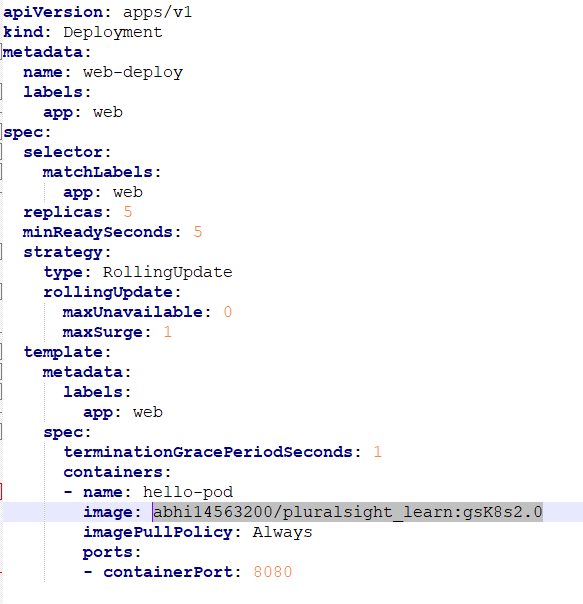 apiVersion: apps/v1
kind: Deployment
metadata:
  name: web-deploy
  labels:
    app: web
spec:
  selector:
    matchLabels:
      app: web
  replicas: 5
  minReadySeconds: 5
  strategy:
    type: RollingUpdate
    rollingUpdate:
      maxUnavailable: 0
      maxSurge: 1
  template:
    metadata:
      labels:
        app: web
    spec:
      terminationGracePeriodSeconds: 1
      containers:
      - name: hello-pod
        image: abhi14563200/pluralsight_learn:gsK8s2.0
        imagePullPolicy: Always
        ports:
        - containerPort: 8080